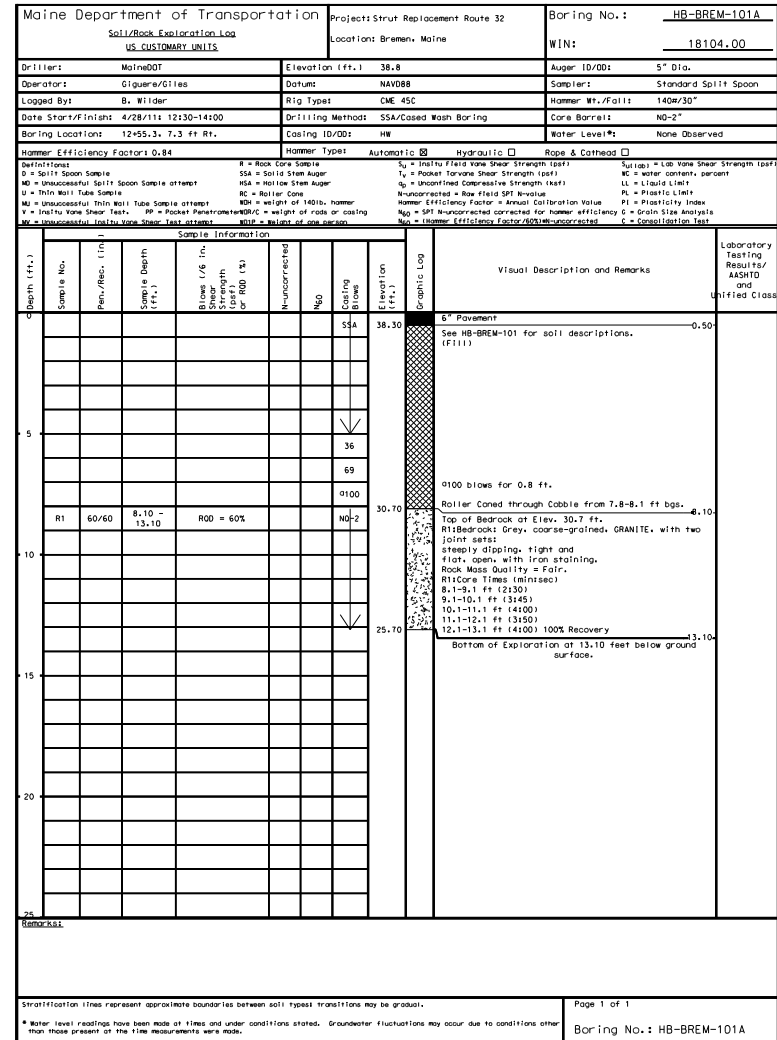 Maine Department of Transportation
Soil/Rock Exploration Log
US CUSTOMARY UNITS
Project: Strut Replacement Route 32
Location: Bremen, Maine
Boring No.: HB-BREM-101A
WIN: 18104.00
Driller: MaineDOT
Elevation (ft.) 38.8
Auger ID/OD: 5" Dia.
Operator: Giguere/Giles
Datum: NAVD88
Sampler: Standard Split Spoon
Logged By: B. Wilder
Rig Type: CME 45C
Hammer Wt./Fall: 140#/30"
Date Start/Finish: 4/28/11; 12:30-14:00
Drilling Method: SSA/Cased Wash Boring
Core Barrel: NQ-2"
Boring Location: 12+55.3, 7.3 ft Rt.
Casing ID/OD: HW
Water Level*: None Observed
Hammer Efficiency Factor: 0.84
Hammer Type: Automatic ☒ Hydraulic ☐ Rope & Cathead ☐
Definitions:
D = Split Spoon Sample
MD = Unsuccessful Split Spoon Sample attempt
U = Thin Wall Tube Sample
MU = Unsuccessful Thin Wall Tube Sample attempt
V = Insitu Vane Shear Test, PP = Pocket Penetrometer
MV = Unsuccessful Insitu Vane Shear Test attempt
R = Rock Core Sample
SSA = Solid Stem Auger
HSA = Hollow Stem Auger
RC = Roller Cone
WOH = weight of 140lb. hammer
WOR/C = weight of rods or casing
WO1P = Weight of one person
Su = Insitu Field Vane Shear Strength (psf)
Tv = Pocket Torvane Shear Strength (psf)
qp = Unconfined Compressive Strength (ksf)
N-uncorrected = Raw field SPT N-value
Hammer Efficiency Factor = Annual Calibration Value
N60 = SPT N-uncorrected corrected for hammer efficiency
N60 = (Hammer Efficiency Factor/60%)*N-uncorrected
Su(lab) = Lab Vane Shear Strength (psf)
WC = water content, percent
LL = Liquid Limit
PL = Plastic Limit
PI = Plasticity Index
G = Grain Size Analysis
C = Consolidation Test
Sample Information
Depth (ft.)
Sample No.
Pen./Rec. (in.)
Sample Depth (ft.)
Blows (/6 in. Shear Strength (psf) or RQD (%)
N-uncorrected
N60
Casing Blows
Elevation (ft.)
Graphic Log
Visual Description and Remarks
Laboratory Testing Results/ AASHTO and Unified Class
0
SSA
38.30
6" Pavement
0.50
See HB-BREM-101 for soil descriptions.
(Fill)
5
36
69
a100
a100 blows for 0.8 ft.
Roller Coned through Cobble from 7.8-8.1 ft bgs.
30.70
8.10
R1 60/60 8.10 - 13.10 RQD = 60% NQ-2
Top of Bedrock at Elev. 30.7 ft.
R1:Bedrock: Grey, coarse-grained, GRANITE, with two
joint sets:
steeply dipping, tight and
flat, open, with iron staining.
Rock Mass Quality = Fair.
R1:Core Times (min:sec)
8.1-9.1 ft (2:30)
9.1-10.1 ft (3:45)
10.1-11.1 ft (4:00)
11.1-12.1 ft (3:50)
12.1-13.1 ft (4:00) 100% Recovery
10
25.70
13.10
Bottom of Exploration at 13.10 feet below ground
surface.
15
20
25
Remarks:
Stratification lines represent approximate boundaries between soil types; transitions may be gradual.
* Water level readings have been made at times and under conditions stated. Groundwater fluctuations may occur due to conditions other
than those present at the time measurements were made.
Page 1 of 1
Boring No.: HB-BREM-101A